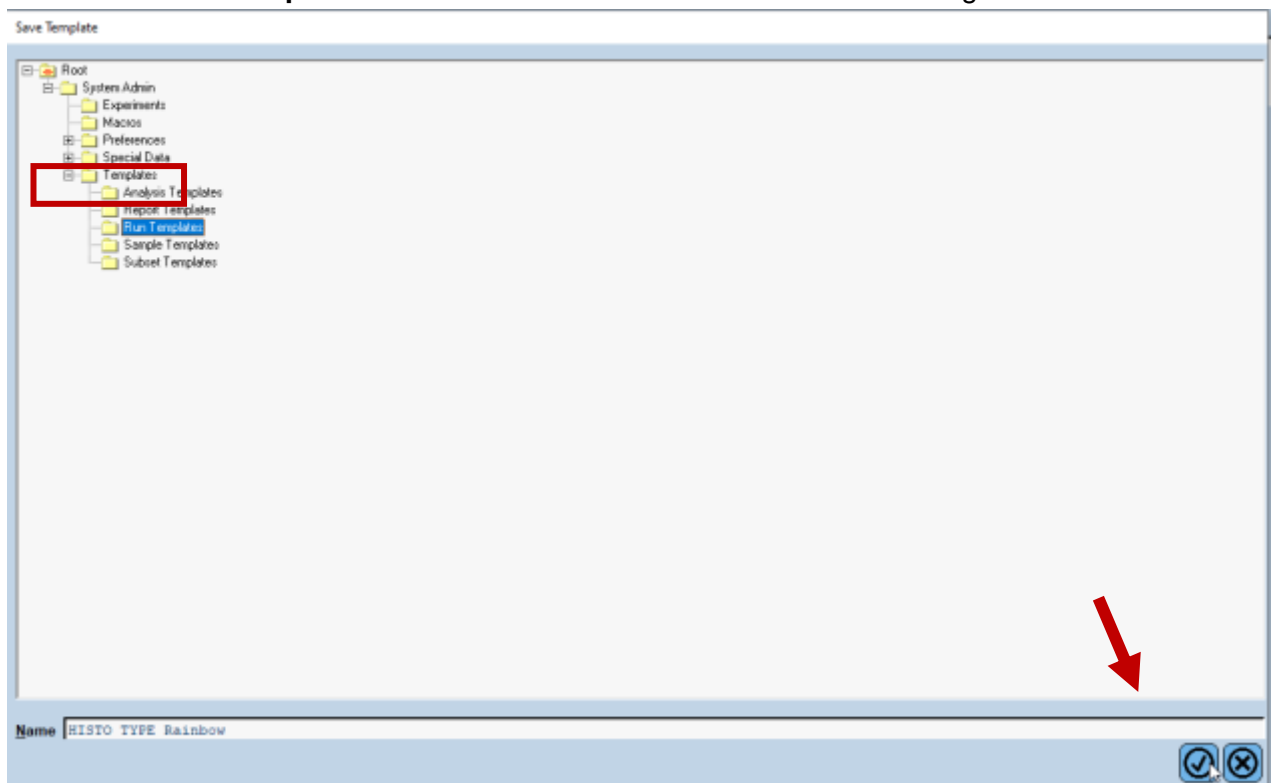 Save Template
Root
System Admin
Experiments
Macros
Preferences
Special Data
Templates
Analysis Templates
Report Templates
Run Templates
Sample Templates
Subset Templates
Name HISTO TYPE Rainbow